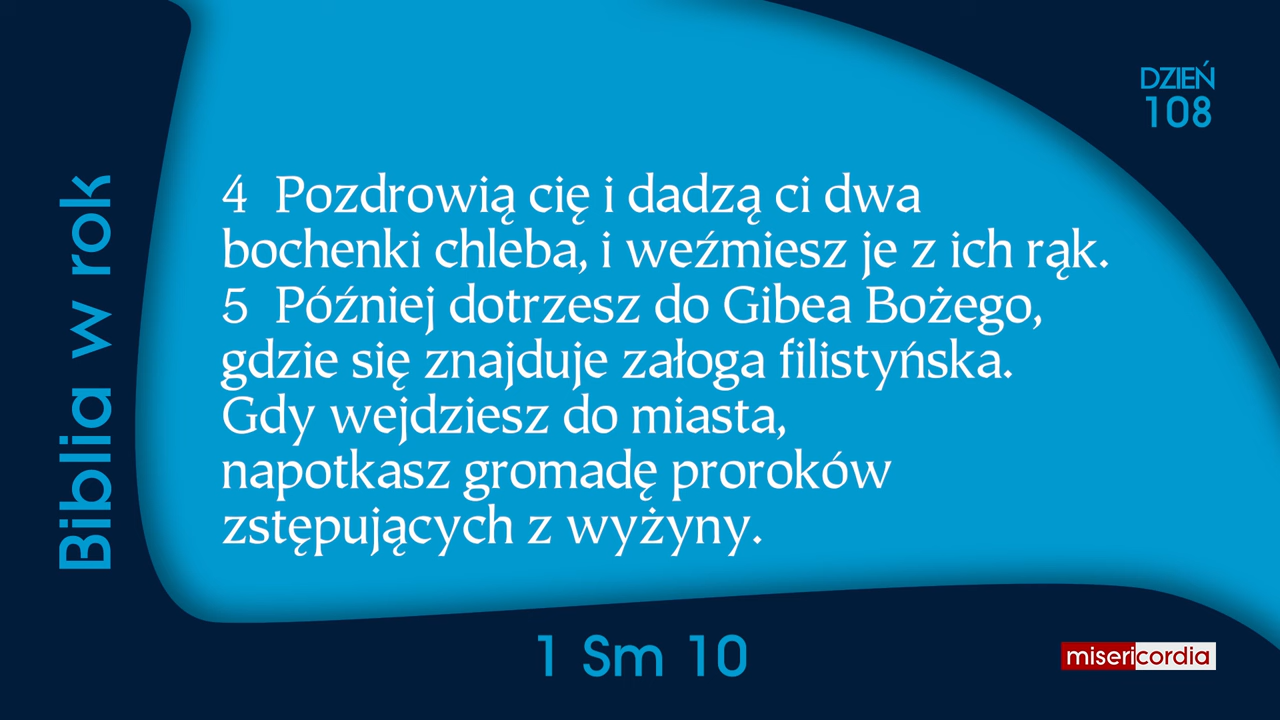 DZIEŃ
108
Biblia w rok
4 Pozdrowią cię i dadzą ci dwa
bochenki chleba, i weźmiesz je z ich rąk.
5 Później dotrzesz do Gibea Bożego,
gdzie się znajduje załoga filistyńska.
Gdy wejdziesz do miasta,
napotkasz gromadę proroków
zstępujących z wyżyny.
1 Sm 10
misericordia